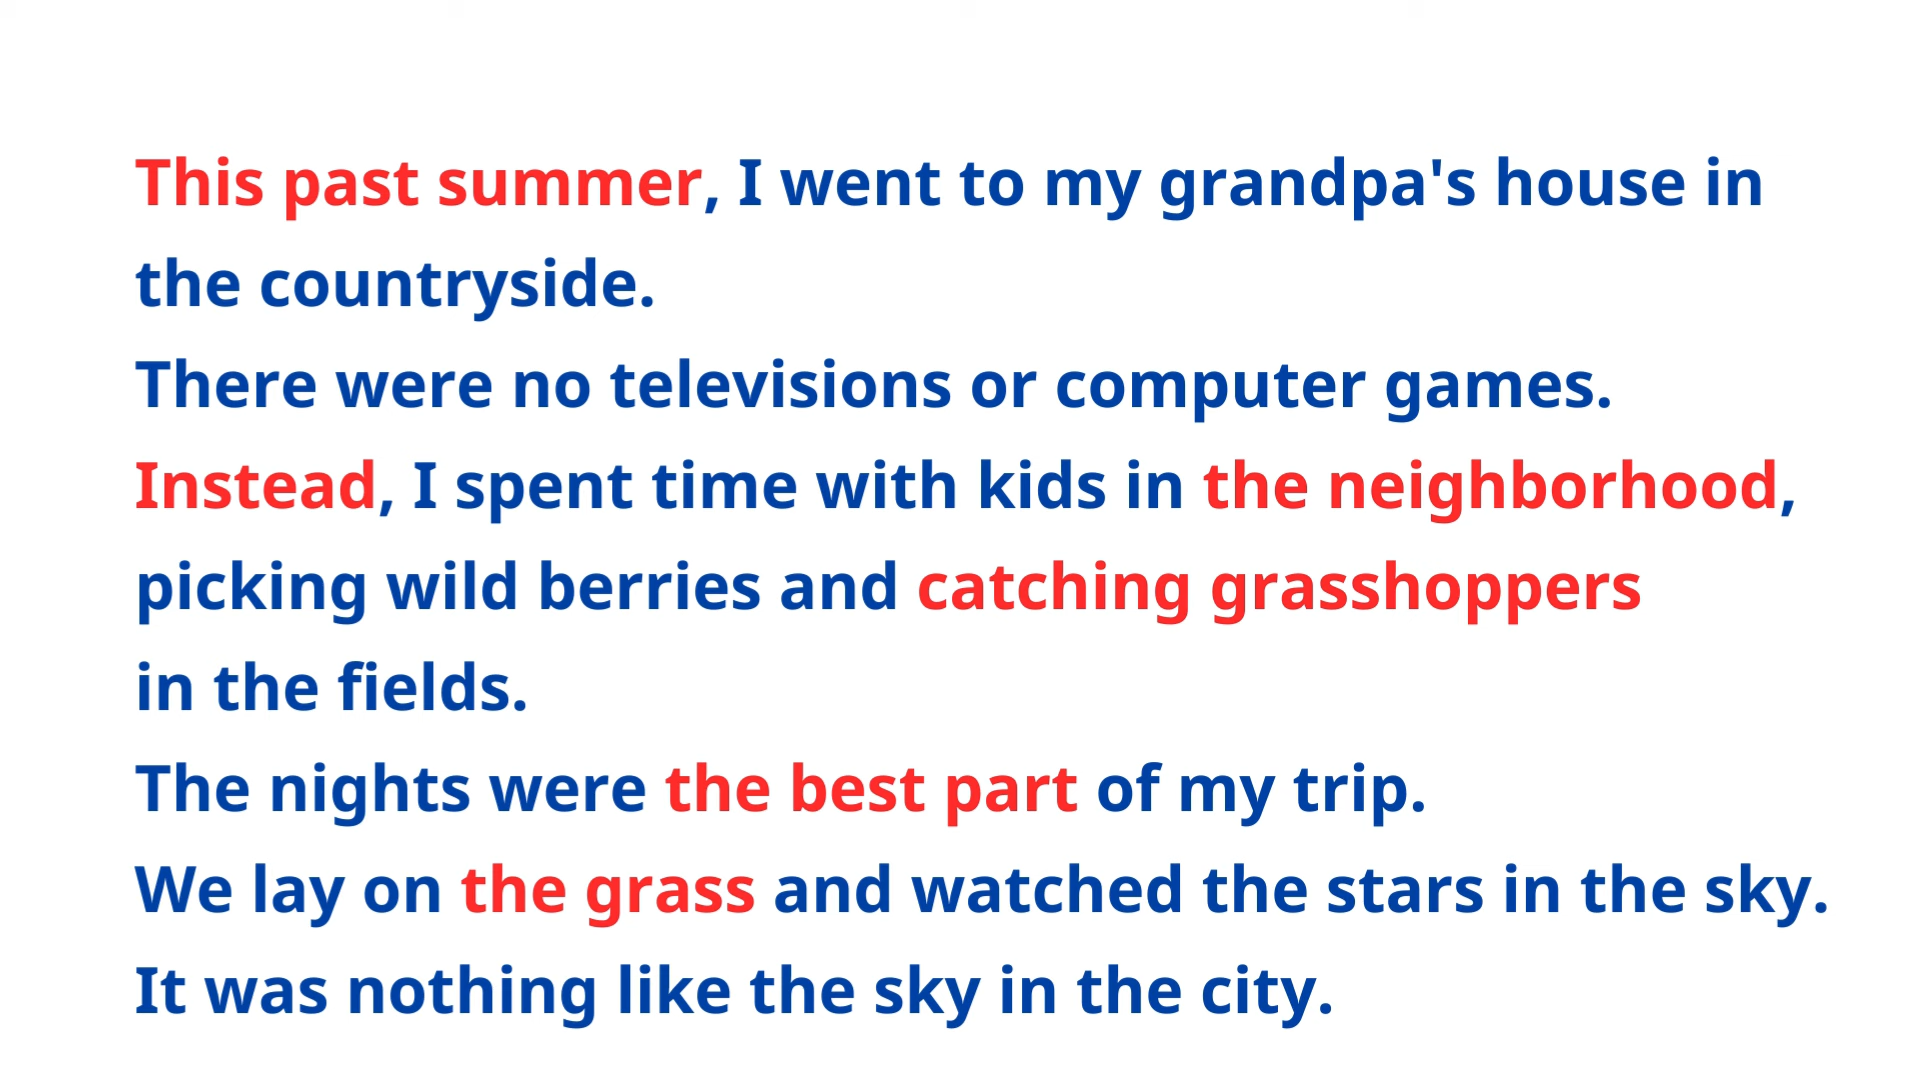 This past summer, I went to my grandpa's house in
the countryside.
There were no televisions or computer games.
Instead, I spent time with kids in the neighborhood,
picking wild berries and catching grasshoppers
in the fields.
The nights were the best part of my trip.
We lay on the grass and watched the stars in the sky.
It was nothing like the sky in the city.